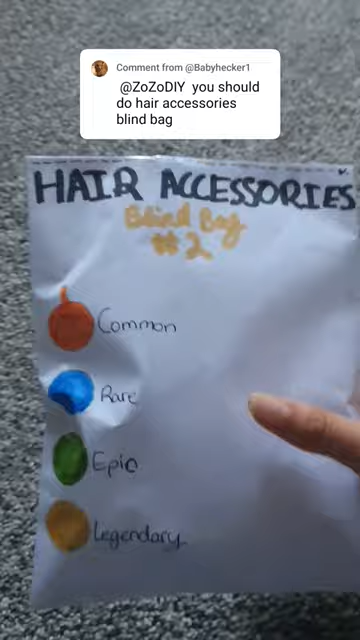 Comment from @Babyhecker1
@ZoZoDIY you should
do hair accessories
blind bag
HAIR ACCESSORIES
Blind Bag
#2
Common
Rare
Epic
Legendary